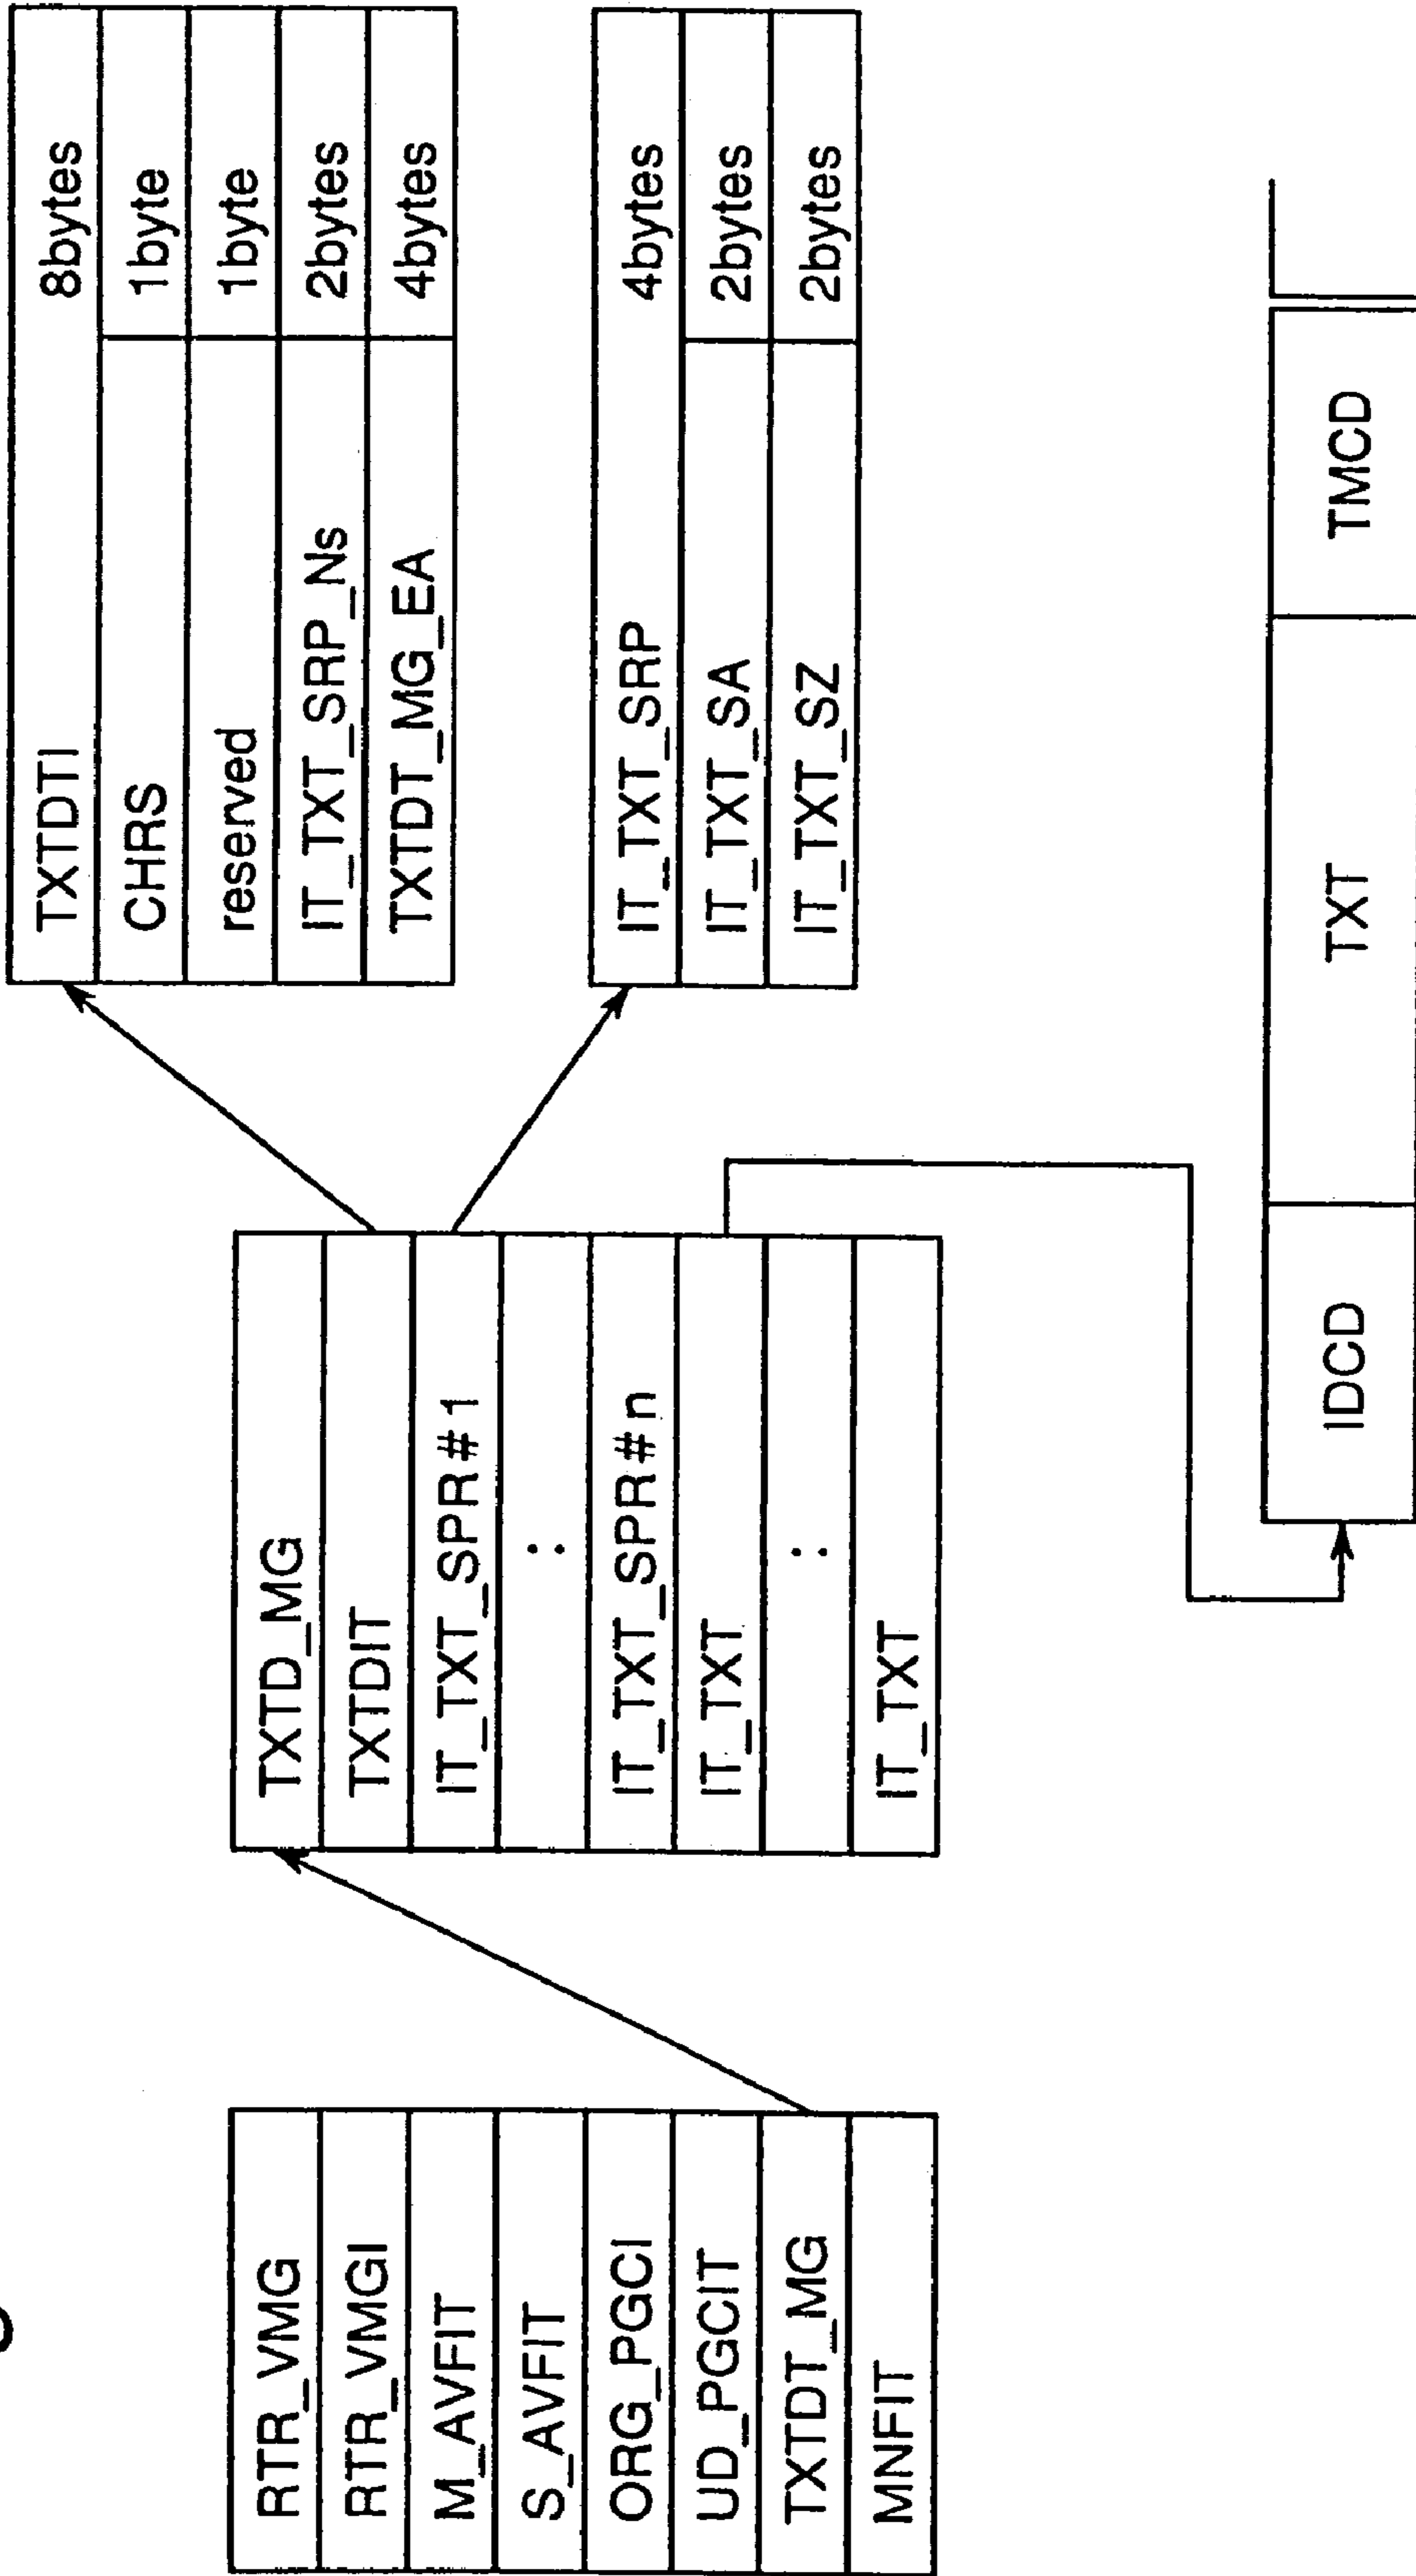 RTR_VMG
RTR_VMGI
M_AVFIT
S_AVFIT
ORG_PGCI
UD_PGCIT
TXTDT_MG
MNFIT
TXTD_MG
TXTDIT
IT_TXT_SPR#1
:
IT_TXT_SPR#n
IT_TXT
:
IT_TXT
TXTDTI 8bytes
CHRS 1byte
reserved 1byte
IT_TXT_SRP_Ns 2bytes
TXTDT_MG_EA 4bytes
IT_TXT_SRP 4bytes
IT_TXT_SA 2bytes
IT_TXT_SZ 2bytes
IDCD TXT TMCD